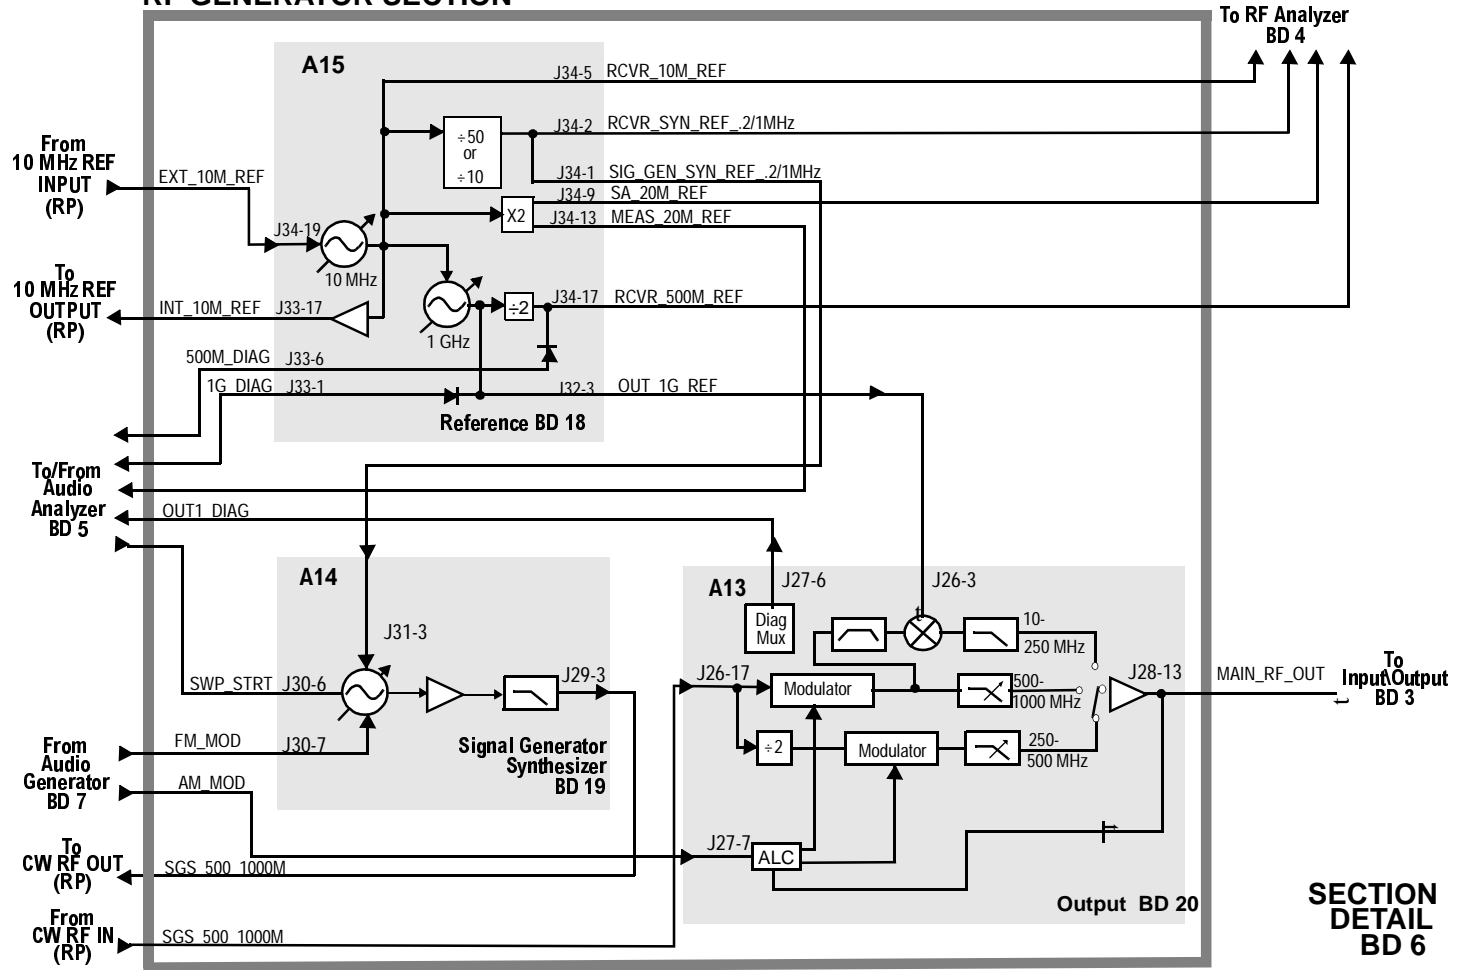 RF GENERATOR SECTION
To RF Analyzer
BD 4
A15
J34-5 RCVR_10M_REF
÷50
or
÷10
J34-2 RCVR_SYN_REF_.2/1MHz
From
10 MHz REF
INPUT
(RP)
EXT_10M_REF
J34-1 SIG_GEN_SYN_REF_.2/1MHz
J34-9 SA_20M_REF
X2
J34-13 MEAS_20M_REF
J34-19
10 MHz
To
10 MHz REF
OUTPUT
(RP)
INT_10M_REF J33-17
÷2
J34-17 RCVR_500M_REF
1 GHz
500M_DIAG J33-6
1G_DIAG J33-1
J32-3 OUT_1G_REF
Reference BD 18
To/From
Audio
Analyzer
BD 5
OUT1_DIAG
A14
J31-3
SWP_STRT J30-6
J29-3
FM_MOD J30-7
Signal Generator
Synthesizer
BD 19
From
Audio
Generator
BD 7
AM_MOD
To
CW RF OUT
(RP)
SGS_500_1000M
From
CW RF IN
(RP)
SGS_500_1000M
A13
J27-6
J26-3
Diag
Mux
t
10-
250 MHz
J26-17
Modulator
500-
1000 MHz
J28-13
MAIN_RF_OUT
To
Input\Output
BD 3
t
÷2
Modulator
250-
500 MHz
J27-7
ALC
t
Output BD 20
SECTION
DETAIL
BD 6